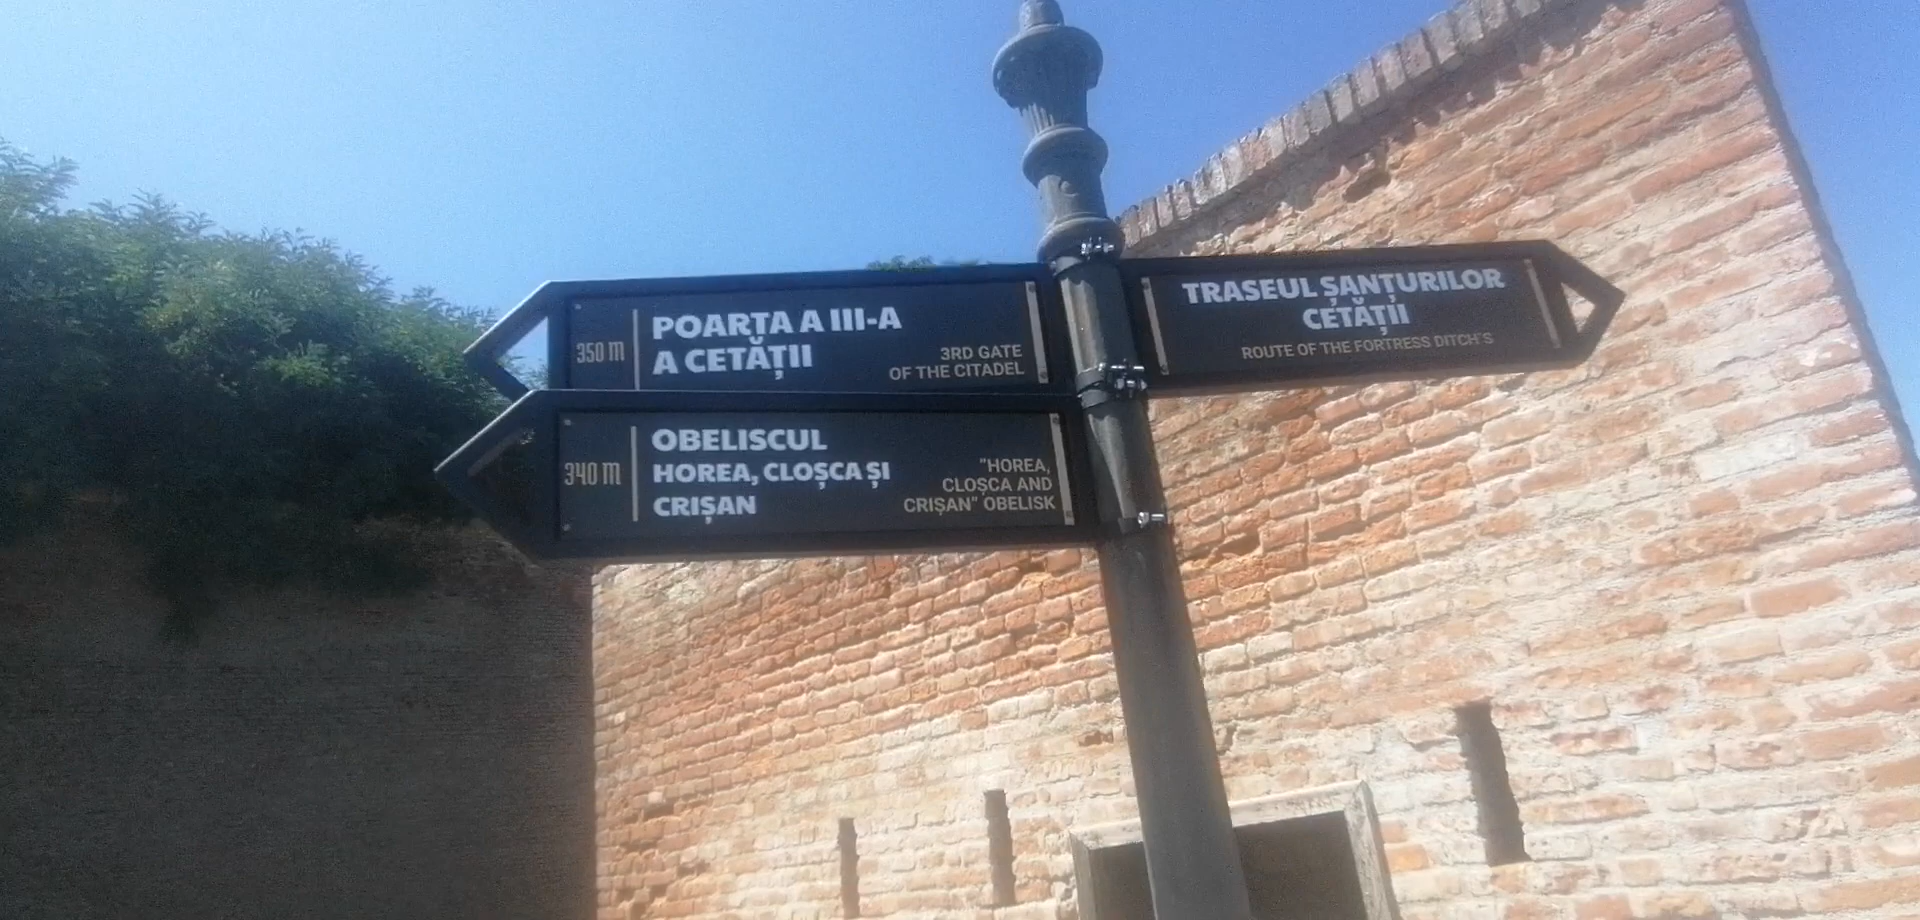 350 m
POARTA A III-A
A CETĂȚII
3RD GATE
OF THE CITADEL
TRASEUL ȘANȚURILOR
CETĂȚII
ROUTE OF THE FORTRESS DITCH'S
340 m
OBELISCUL
HOREA, CLOȘCA ȘI
CRIȘAN
"HOREA,
CLOȘCA AND
CRIȘAN" OBELISK